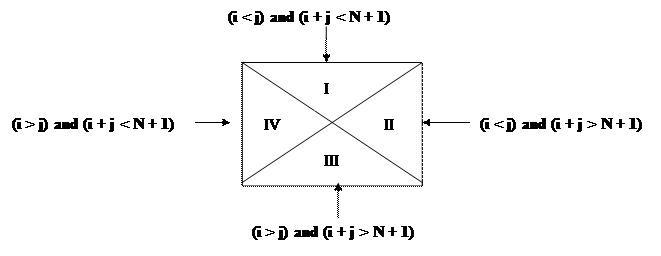 (i < j) and (i + j < N + 1)
I
(i > j) and (i + j < N + 1)
IV
II
(i < j) and (i + j > N + 1)
III
(i > j) and (i + j > N + 1)